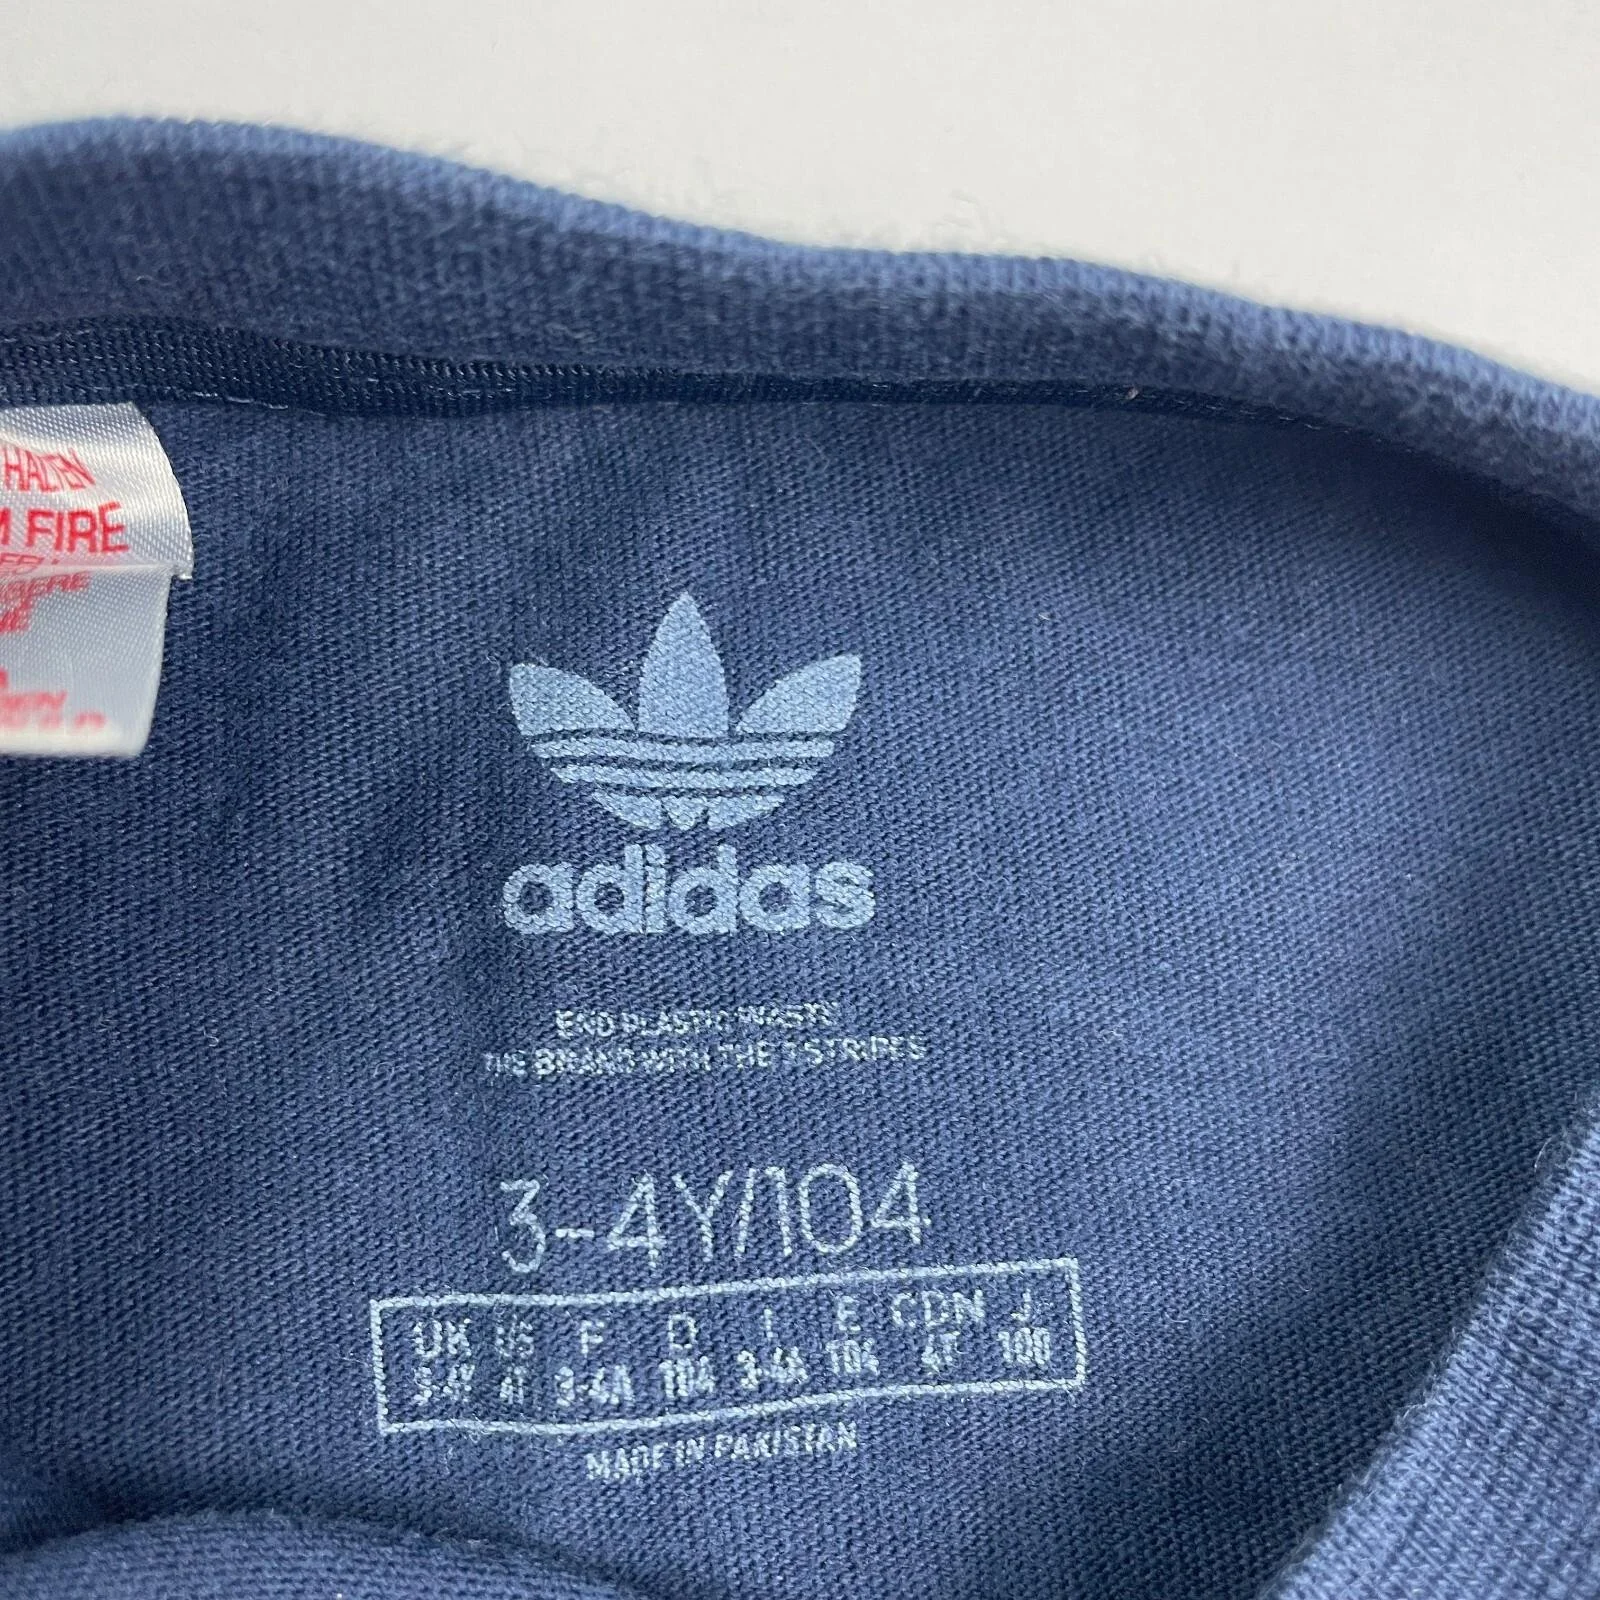 HALTEN
FIRE
adidas
END PLASTIC WASTE
THE BRAND WITH THE 3 STRIPES
3-4Y/104
UK US F D I E CDN J
3-4Y 4T 3-4A 104 3-4A 104 4T 100
MADE IN PAKISTAN